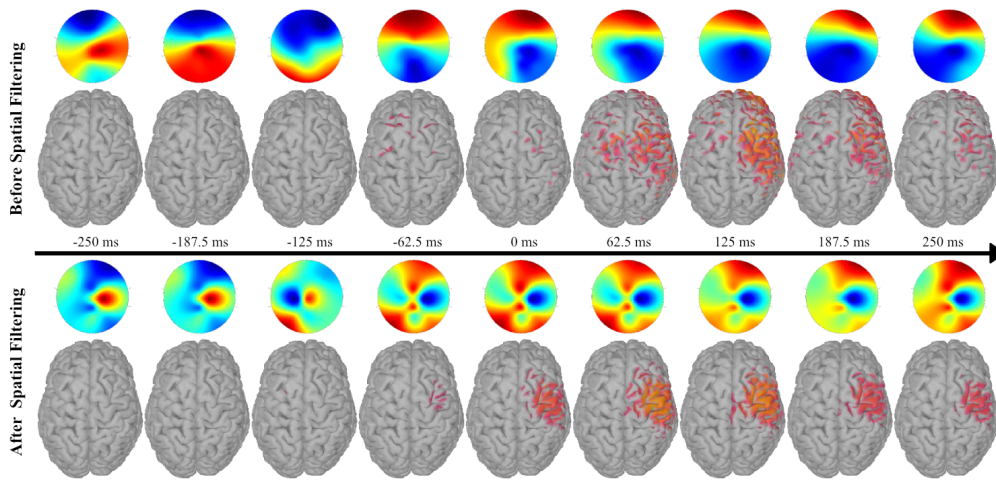 Before Spatial Filtering
-250 ms -187.5 ms -125 ms -62.5 ms 0 ms 62.5 ms 125 ms 187.5 ms 250 ms
After Spatial Filtering